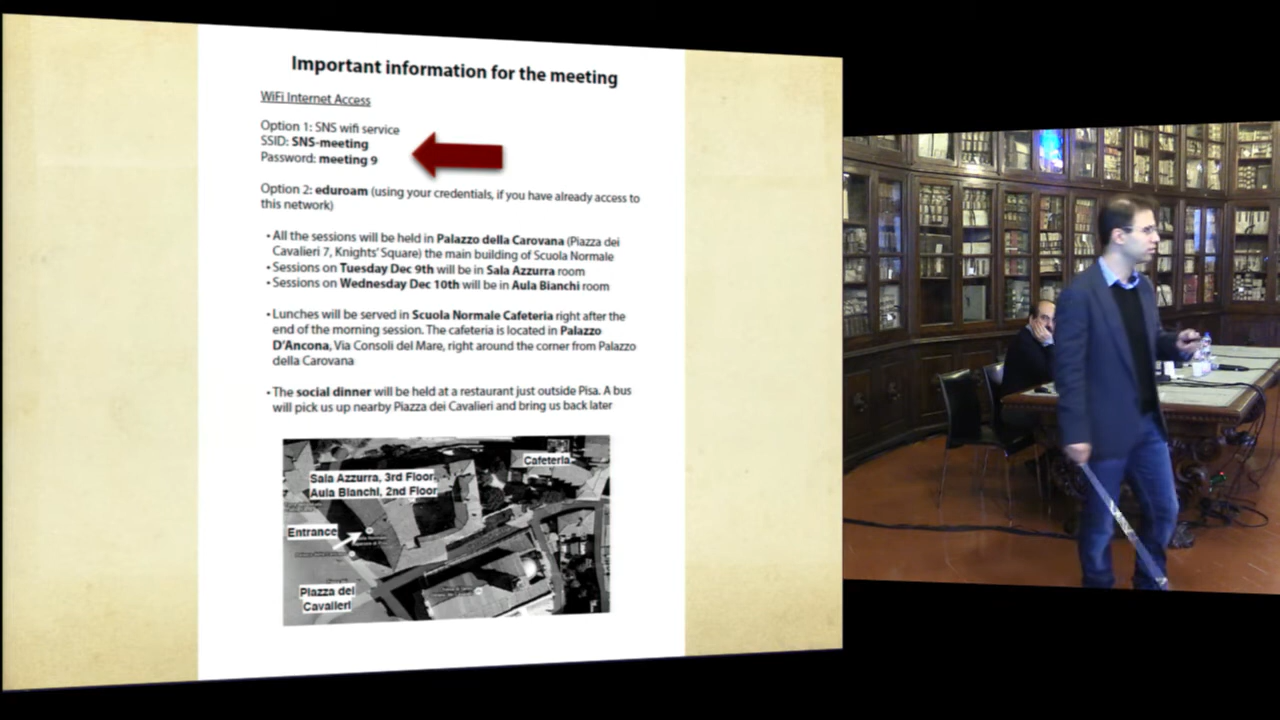 Important information for the meeting
WiFi Internet Access
Option 1: SNS wifi service
SSID: SNS-meeting
Password: meeting 9
Option 2: eduroam (using your credentials, if you have already access to
this network)
• All the sessions will be held in Palazzo della Carovana (Piazza dei
Cavalieri 7, Knights' Square) the main building of Scuola Normale
• Sessions on Tuesday Dec 9th will be in Sala Azzurra room
• Sessions on Wednesday Dec 10th will be in Aula Bianchi room
• Lunches will be served in Scuola Normale Cafeteria right after the
end of the morning session. The cafeteria is located in Palazzo
D'Ancona, Via Consoli del Mare, right around the corner from Palazzo
della Carovana
• The social dinner will be held at a restaurant just outside Pisa. A bus
will pick us up nearby Piazza dei Cavalieri and bring us back later
Cafeteria
Sala Azzurra, 3rd Floor,
Aula Bianchi, 2nd Floor
Entrance
Piazza dei
Cavalieri